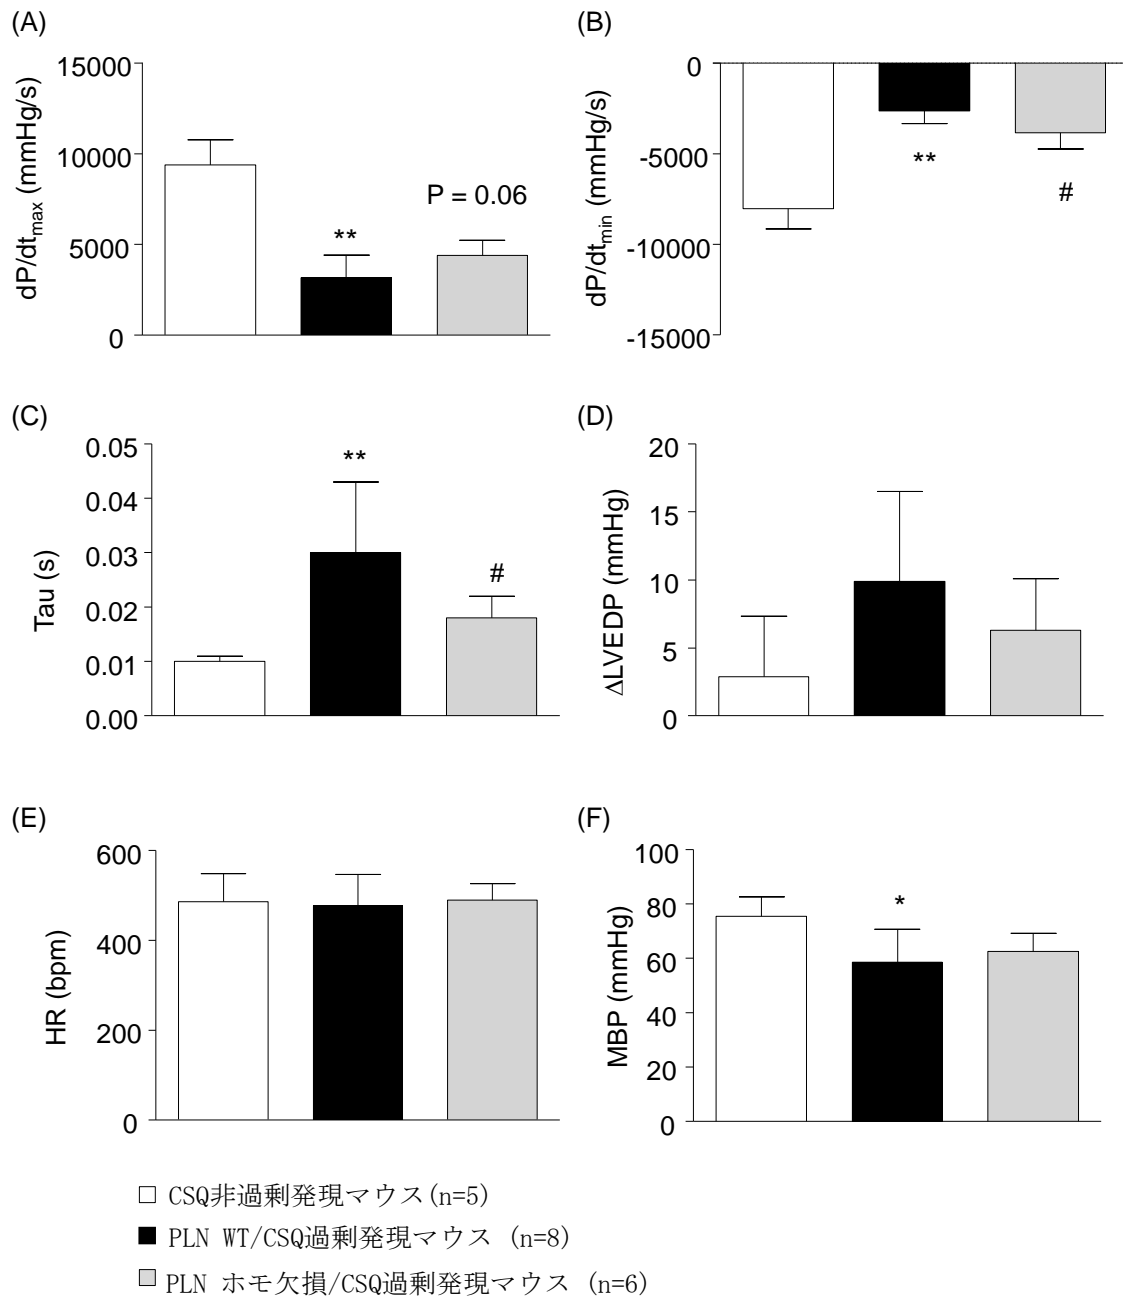 (A)
15000
10000
5000
0
dP/dtmax (mmHg/s)
**
P = 0.06
(B)
0
-5000
-10000
-15000
dP/dtmin (mmHg/s)
**
#
(C)
0.05
0.04
0.03
0.02
0.01
0.00
Tau (s)
**
#
(D)
20
15
10
5
0
ΔLVEDP (mmHg)
(E)
600
400
200
0
HR (bpm)
(F)
100
80
60
40
20
0
MBP (mmHg)
*
CSQ非過剰発現マウス(n=5)
PLN WT/CSQ過剰発現マウス (n=8)
PLN ホモ欠損/CSQ過剰発現マウス (n=6)